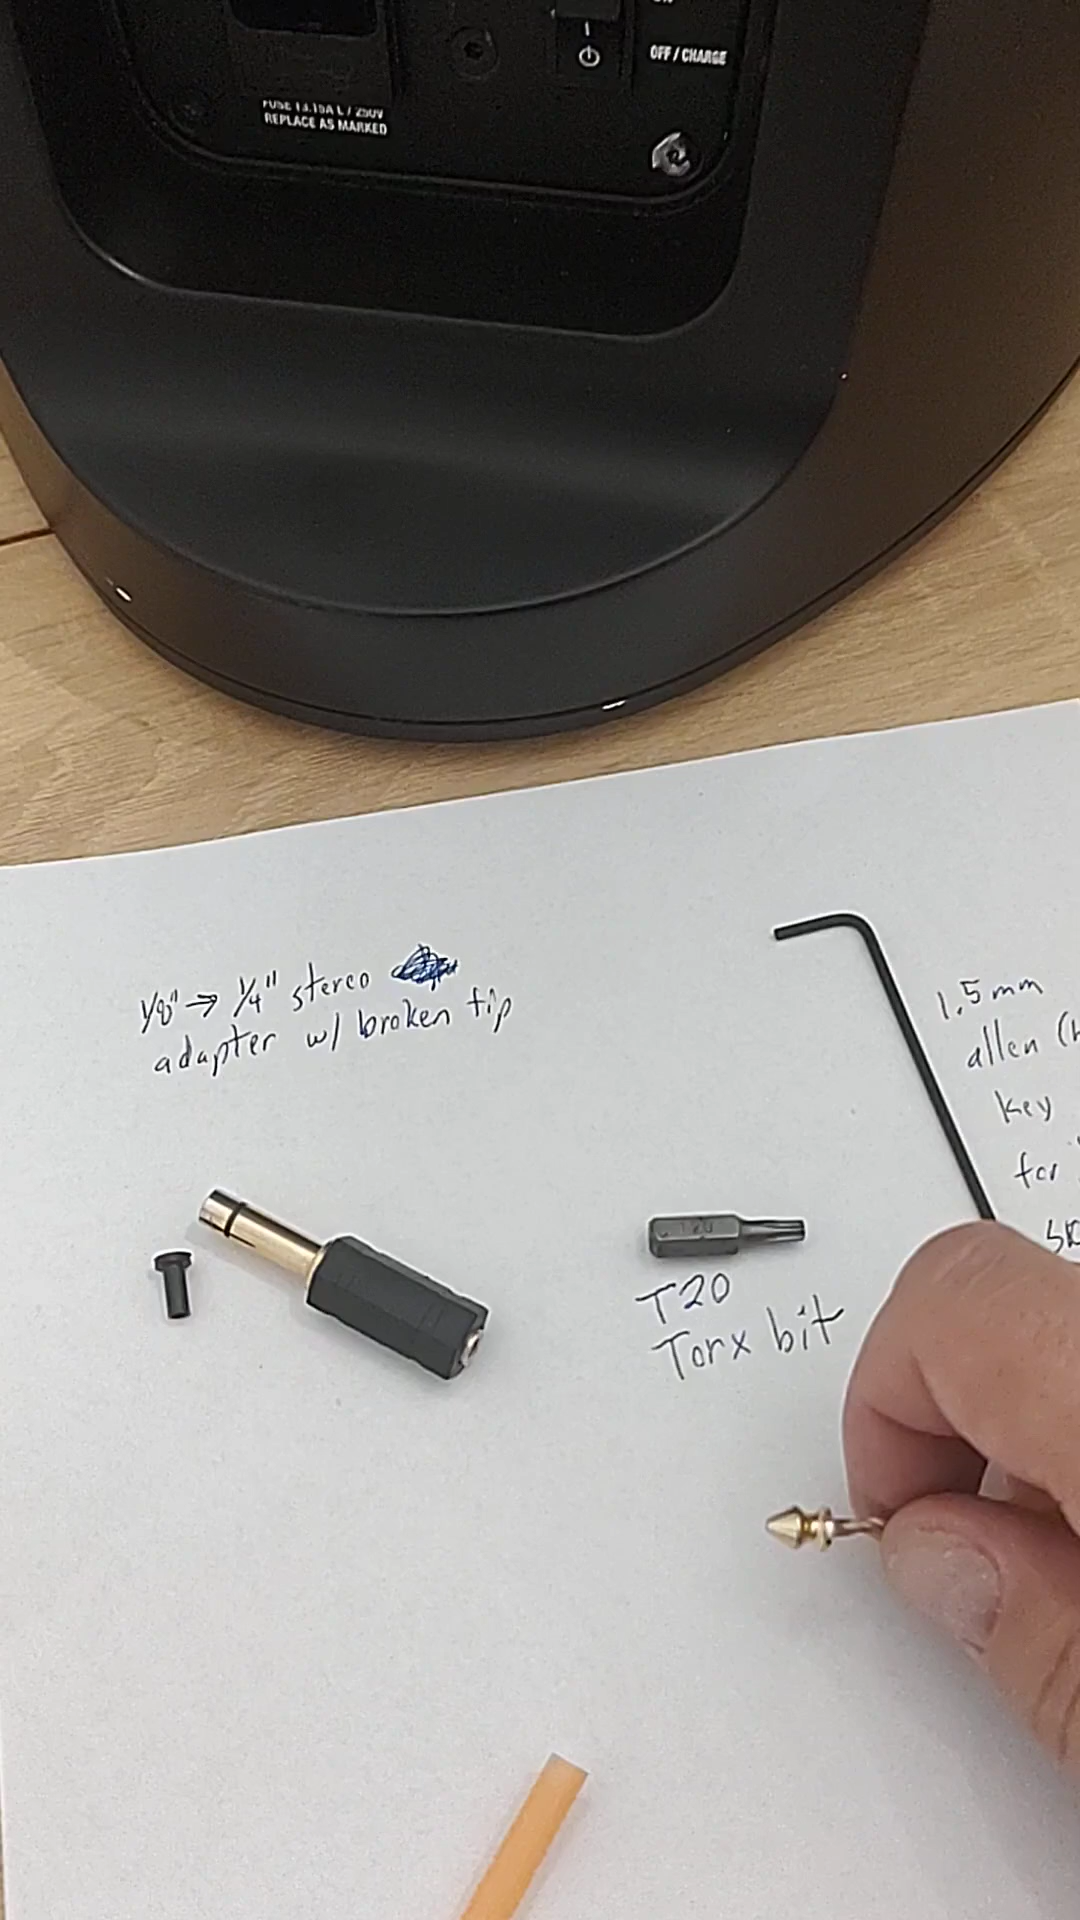 OFF / CHARGE
FUSE T3.15A L / 250V
REPLACE AS MARKED
1/8" → 1/4" stereo
adapter w/ broken tip
1.5mm
allen
key
for
T20
T20
Torx bit